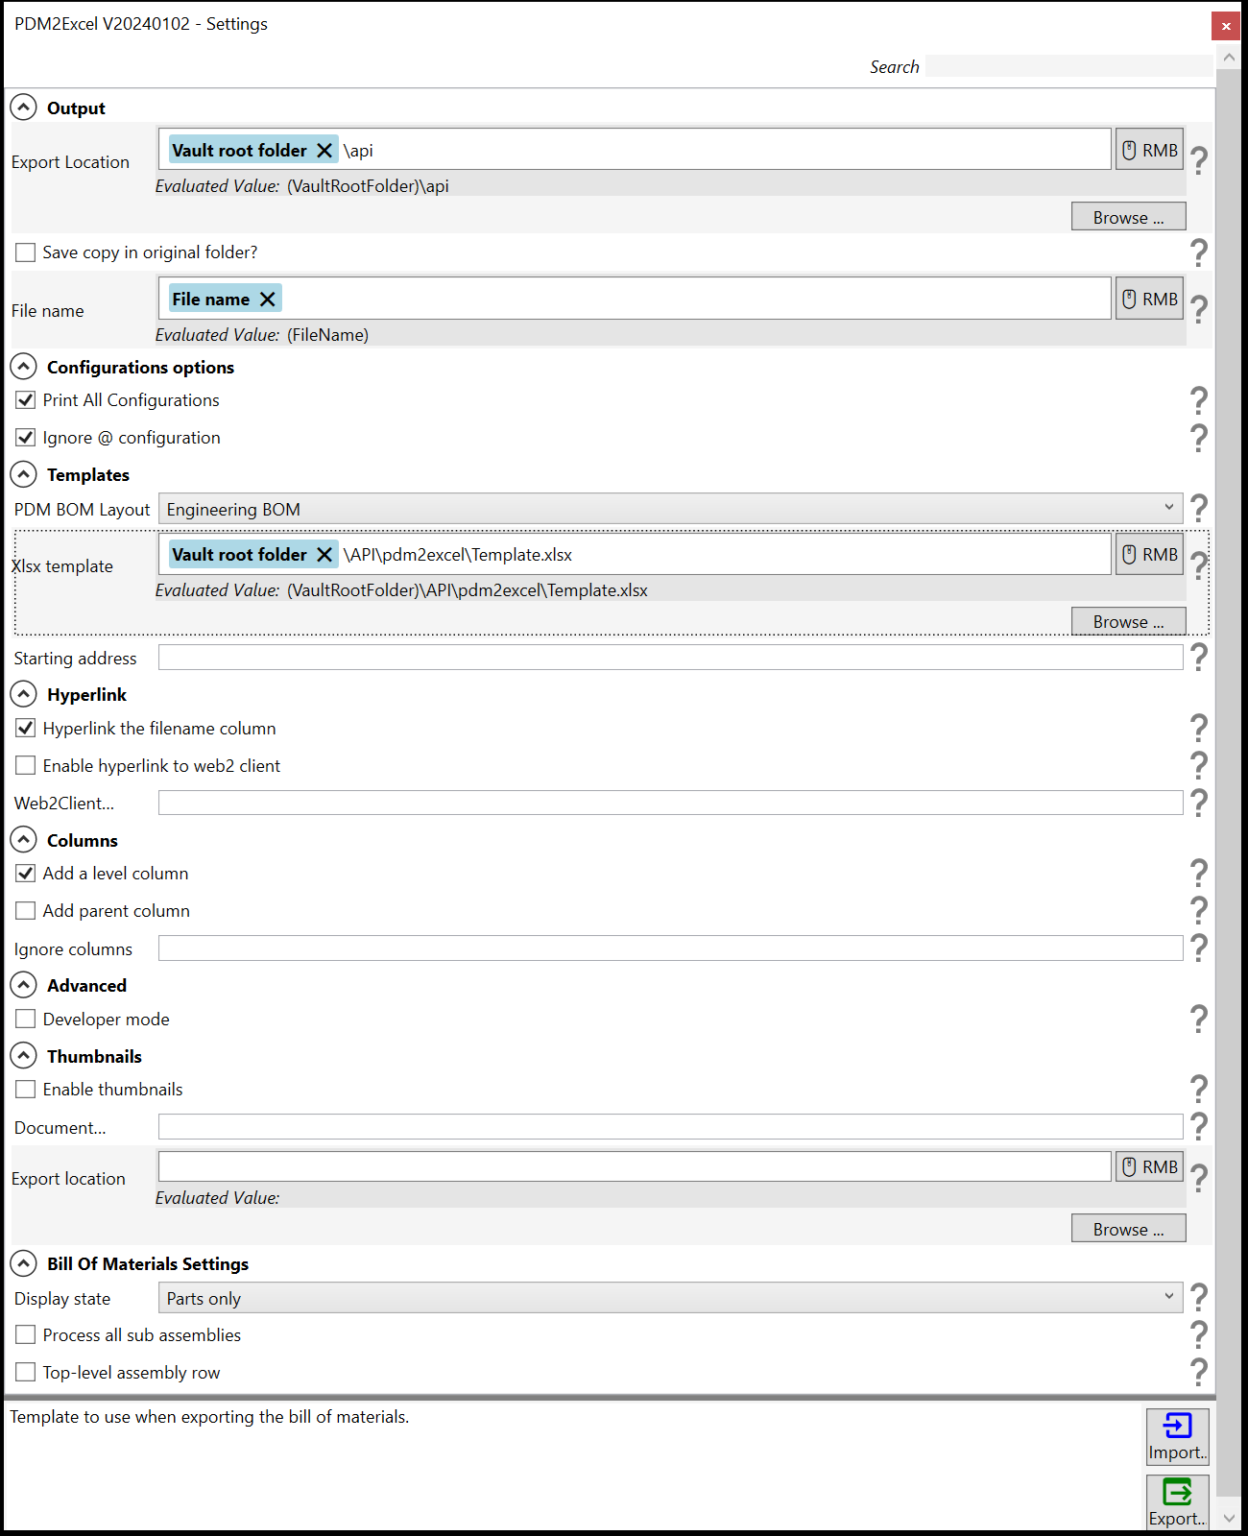 PDM2Excel V20240102 - Settings
Search
Output
Export Location
Vault root folder \api
RMB
?
Evaluated Value: (VaultRootFolder)\api
Browse ...
Save copy in original folder?
?
File name
File name
RMB
?
Evaluated Value: (FileName)
Configurations options
Print All Configurations
?
Ignore @ configuration
?
Templates
PDM BOM Layout
Engineering BOM
?
Xlsx template
Vault root folder \API\pdm2excel\Template.xlsx
RMB
?
Evaluated Value: (VaultRootFolder)\API\pdm2excel\Template.xlsx
Browse ...
Starting address
?
Hyperlink
Hyperlink the filename column
?
Enable hyperlink to web2 client
?
Web2Client...
?
Columns
Add a level column
?
Add parent column
?
Ignore columns
?
Advanced
Developer mode
?
Thumbnails
Enable thumbnails
?
Document...
?
Export location
RMB
?
Evaluated Value:
Browse ...
Bill Of Materials Settings
Display state
Parts only
?
Process all sub assemblies
?
Top-level assembly row
?
Template to use when exporting the bill of materials.
Import..
Export...